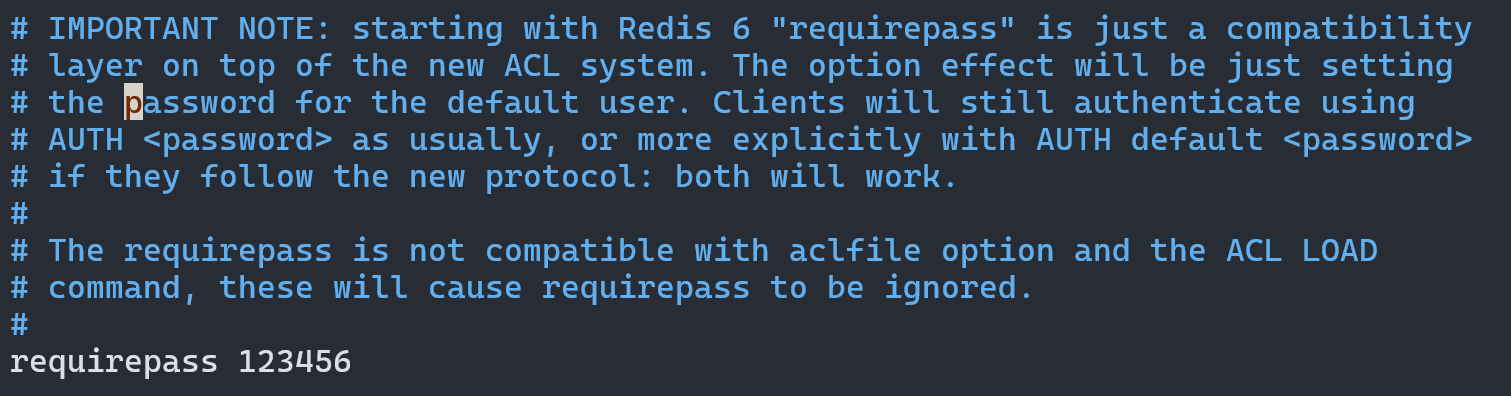 # IMPORTANT NOTE: starting with Redis 6 "requirepass" is just a compatibility
# layer on top of the new ACL system. The option effect will be just setting
# the password for the default user. Clients will still authenticate using
# AUTH <password> as usually, or more explicitly with AUTH default <password>
# if they follow the new protocol: both will work.
#
# The requirepass is not compatible with aclfile option and the ACL LOAD
# command, these will cause requirepass to be ignored.
#
requirepass 123456